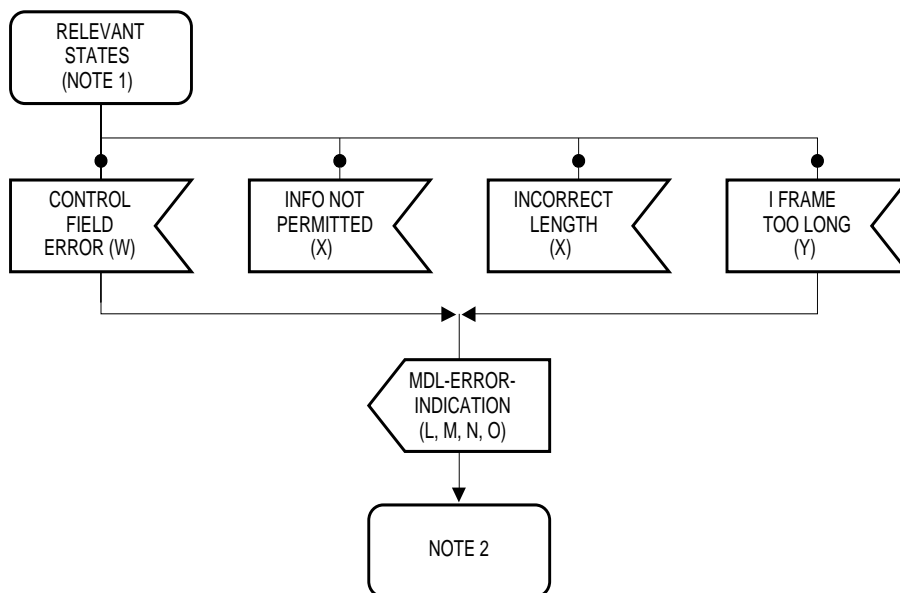 RELEVANT
STATES
(NOTE 1)
CONTROL
FIELD
ERROR (W)
INFO NOT
PERMITTED
(X)
INCORRECT
LENGTH
(X)
I FRAME
TOO LONG
(Y)
MDL-ERROR-
INDICATION
(L, M, N, O)
NOTE 2